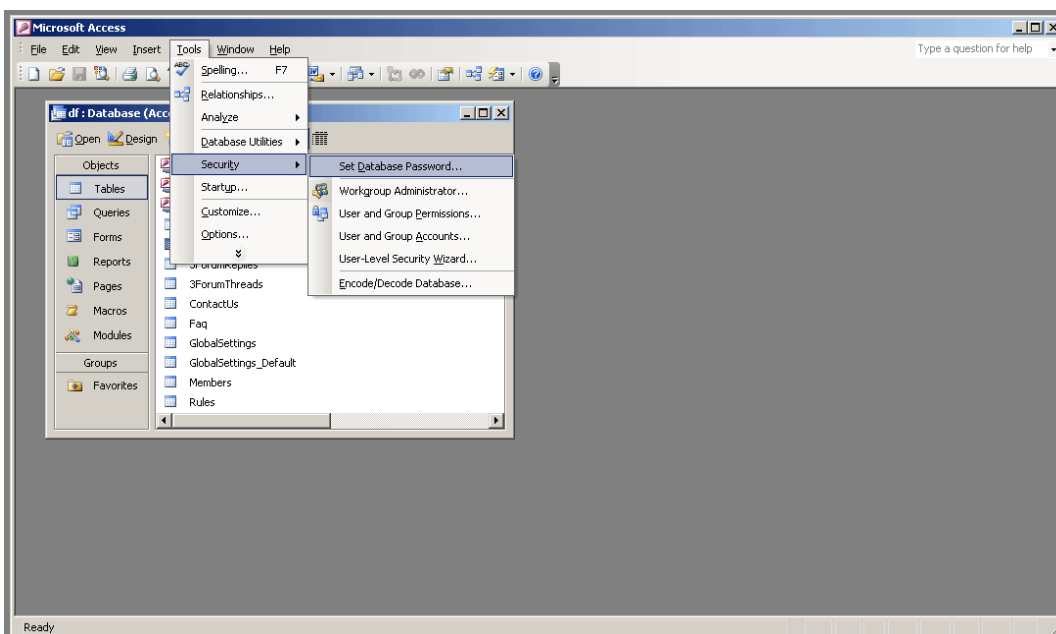 Microsoft Access
File Edit View Insert Tools Window Help
Type a question for help
ABC Spelling... F7
Relationships...
Analyze
Database Utilities
Security
Startup...
Customize...
Options...
Set Database Password...
Workgroup Administrator...
User and Group Permissions...
User and Group Accounts...
User-Level Security Wizard...
Encode/Decode Database...
df : Database (Acc
Open Design
Objects
Tables
Queries
Forms
Reports
Pages
Macros
Modules
Groups
Favorites
3ForumReplies
3ForumThreads
ContactUs
Faq
GlobalSettings
GlobalSettings_Default
Members
Rules
Ready